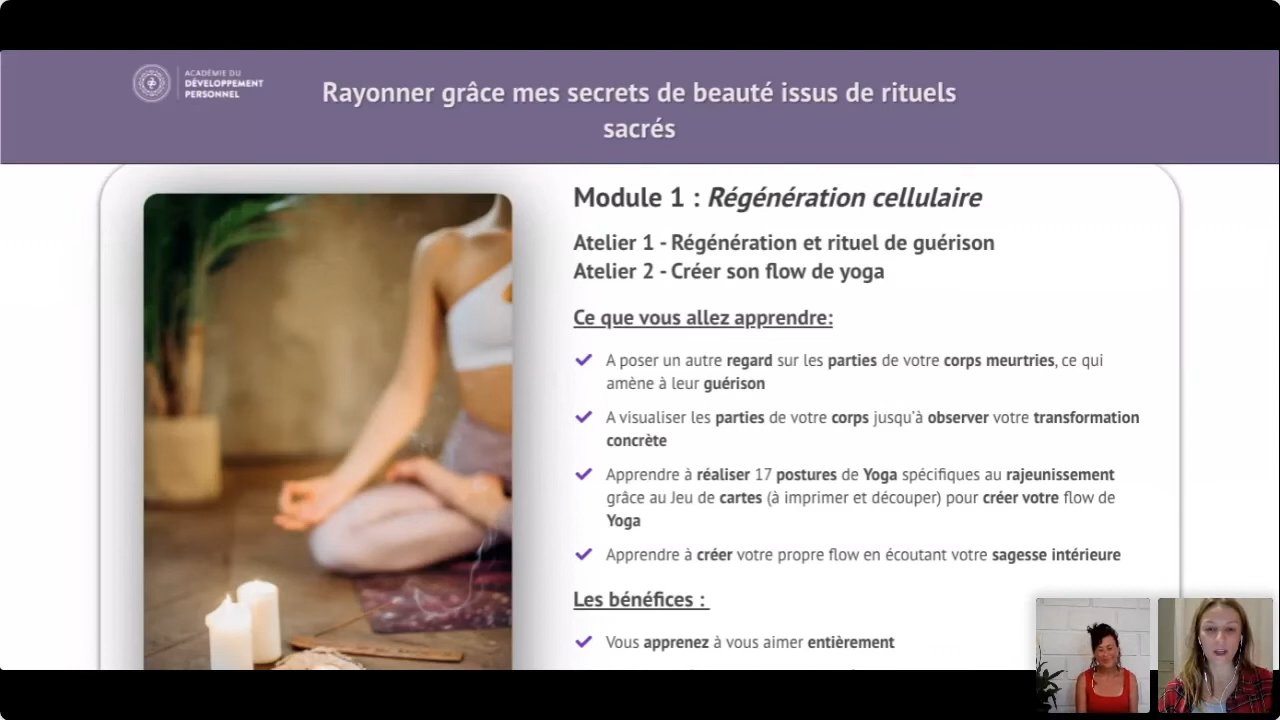 ACADÉMIE DU
DÉVELOPPEMENT
PERSONNEL
Rayonner grâce mes secrets de beauté issus de rituels
sacrés
Module 1 : Régénération cellulaire
Atelier 1 - Régénération et rituel de guérison
Atelier 2 - Créer son flow de yoga
Ce que vous allez apprendre:
A poser un autre regard sur les parties de votre corps meurtries, ce qui
amène à leur guérison
A visualiser les parties de votre corps jusqu'à observer votre transformation
concrète
Apprendre à réaliser 17 postures de Yoga spécifiques au rajeunissement
grâce au Jeu de cartes (à imprimer et découper) pour créer votre flow de
Yoga
Apprendre à créer votre propre flow en écoutant votre sagesse intérieure
Les bénéfices :
Vous apprenez à vous aimer entièrement